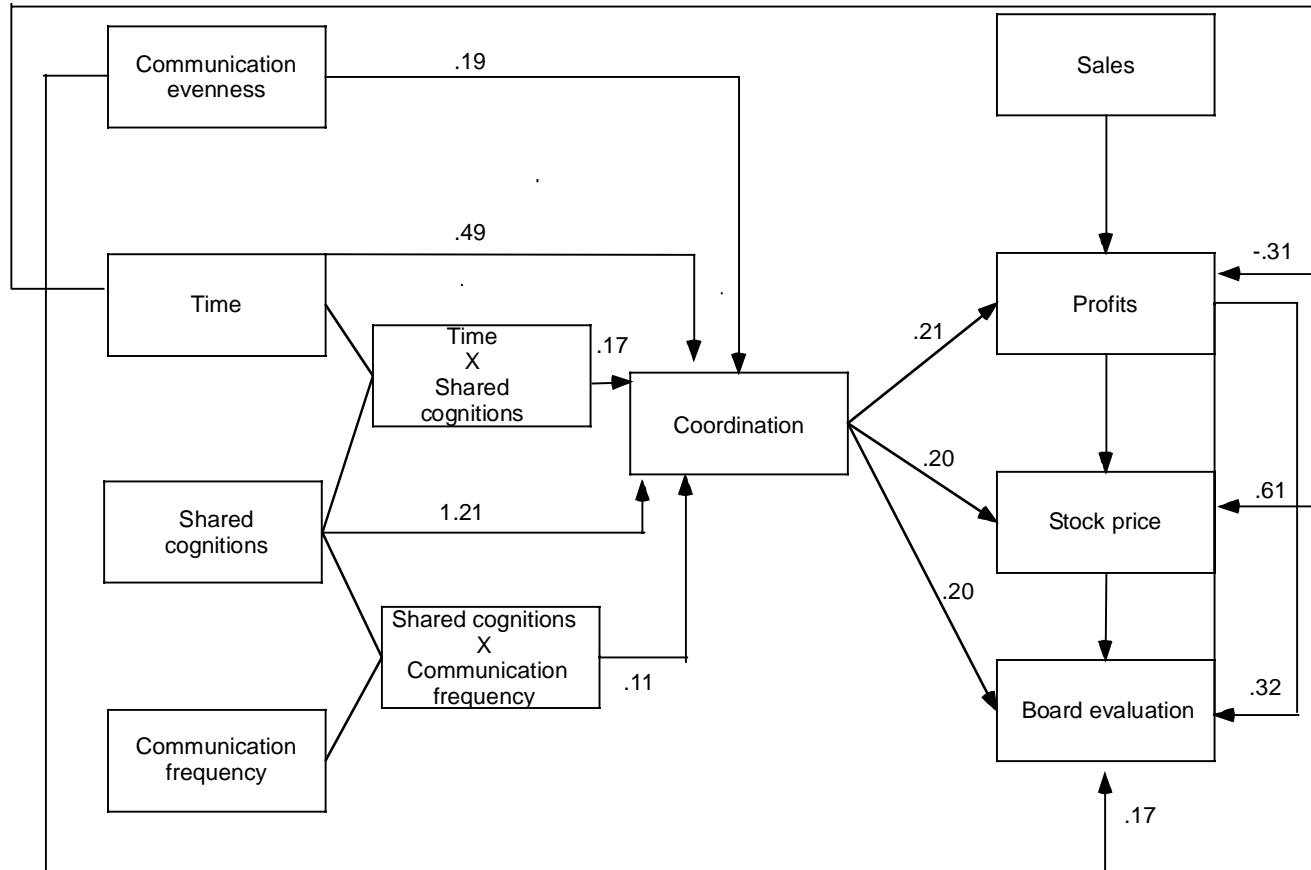 Communication
evenness
.19
Sales
.49
-.31
Time
Profits
Time
X
Shared
cognitions
.17
.21
Coordination
.20
Shared
cognitions
1.21
Stock price
.61
.20
Shared cognitions
X
Communication
frequency
.11
Board evaluation
.32
Communication
frequency
.17